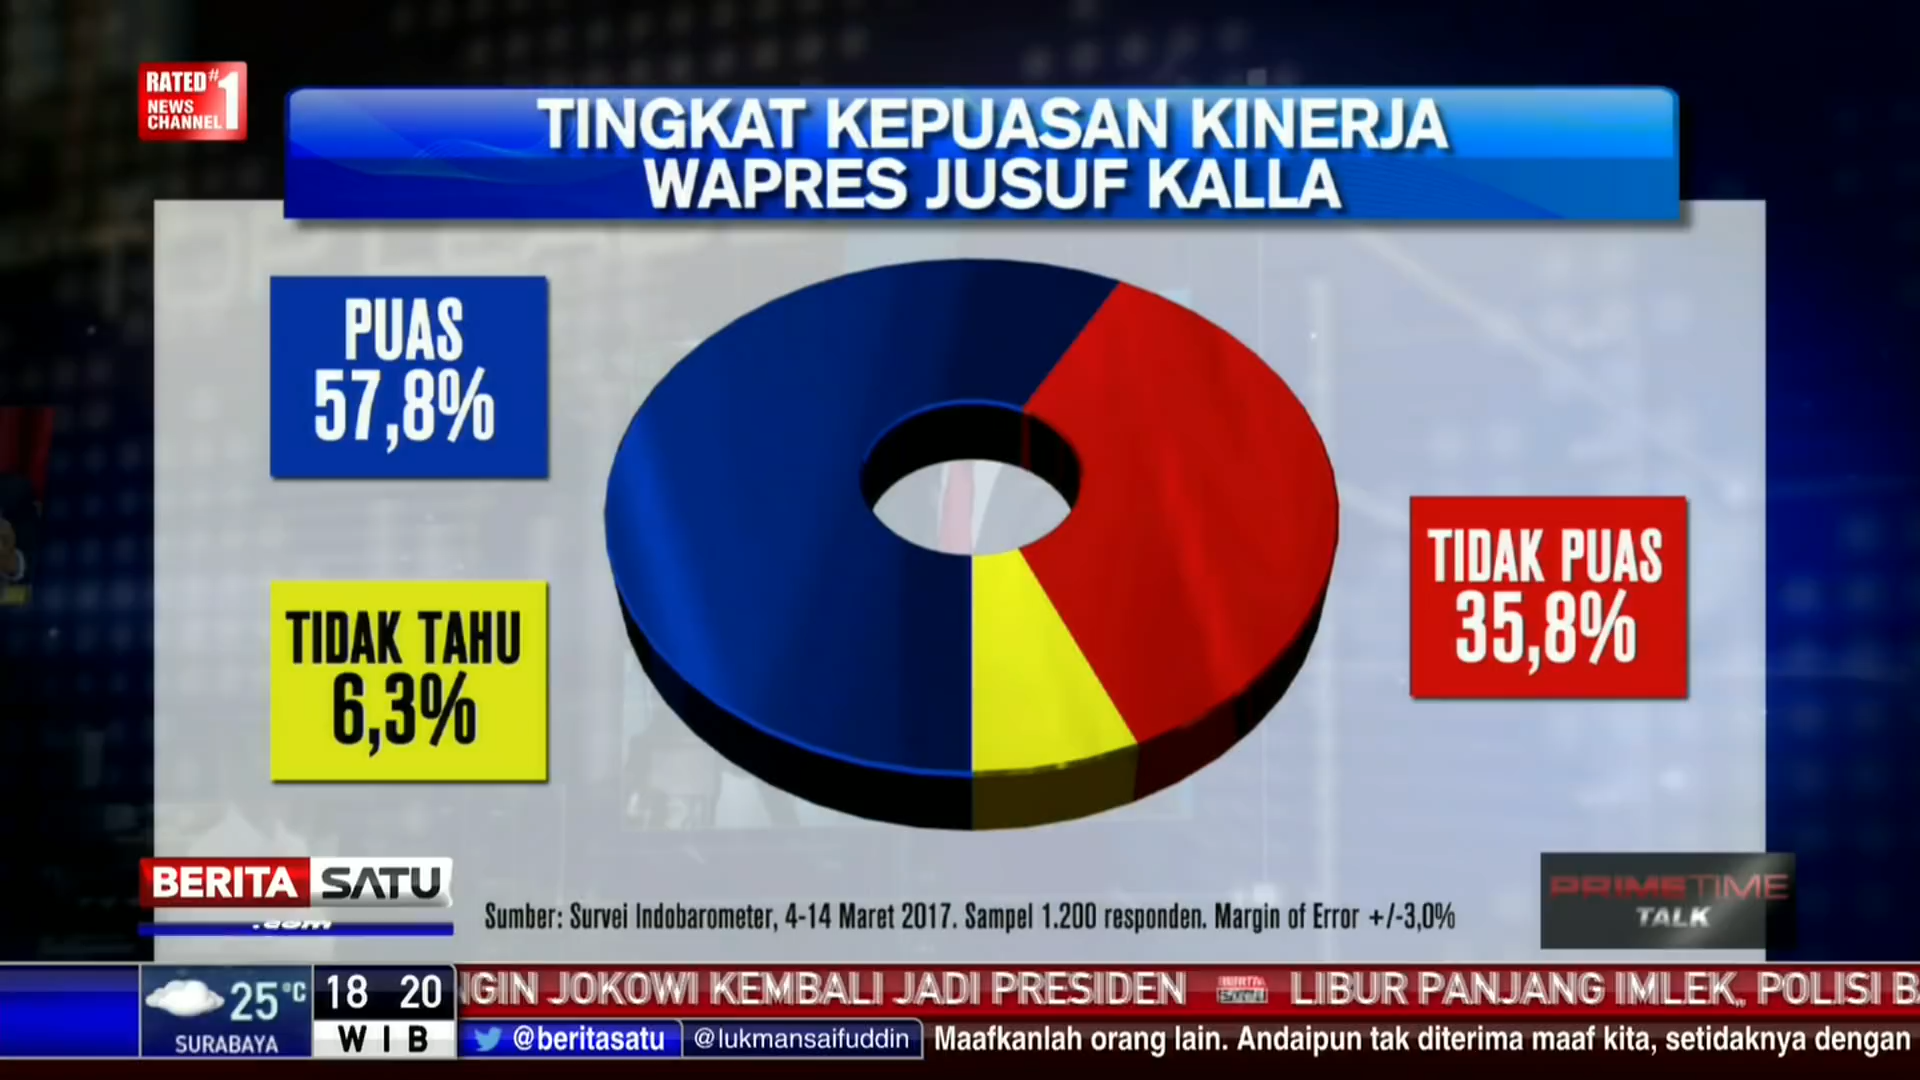 RATED #1
NEWS
CHANNEL
TINGKAT KEPUASAN KINERJA
WAPRES JUSUF KALLA
PUAS
57,8%
TIDAK TAHU
6,3%
TIDAK PUAS
35,8%
BERITA SATU
.com
Sumber: Survei Indobarometer, 4-14 Maret 2017. Sampel 1.200 responden. Margin of Error +/-3,0%
PRIMETIME
TALK
25°C
SURABAYA
18 20
WIB
NGIN JOKOWI KEMBALI JADI PRESIDEN BERITA SATU LIBUR PANJANG IMLEK, POLISI B
@beritasatu @lukmansaifuddin Maafkanlah orang lain. Andaipun tak diterima maaf kita, setidaknya dengan